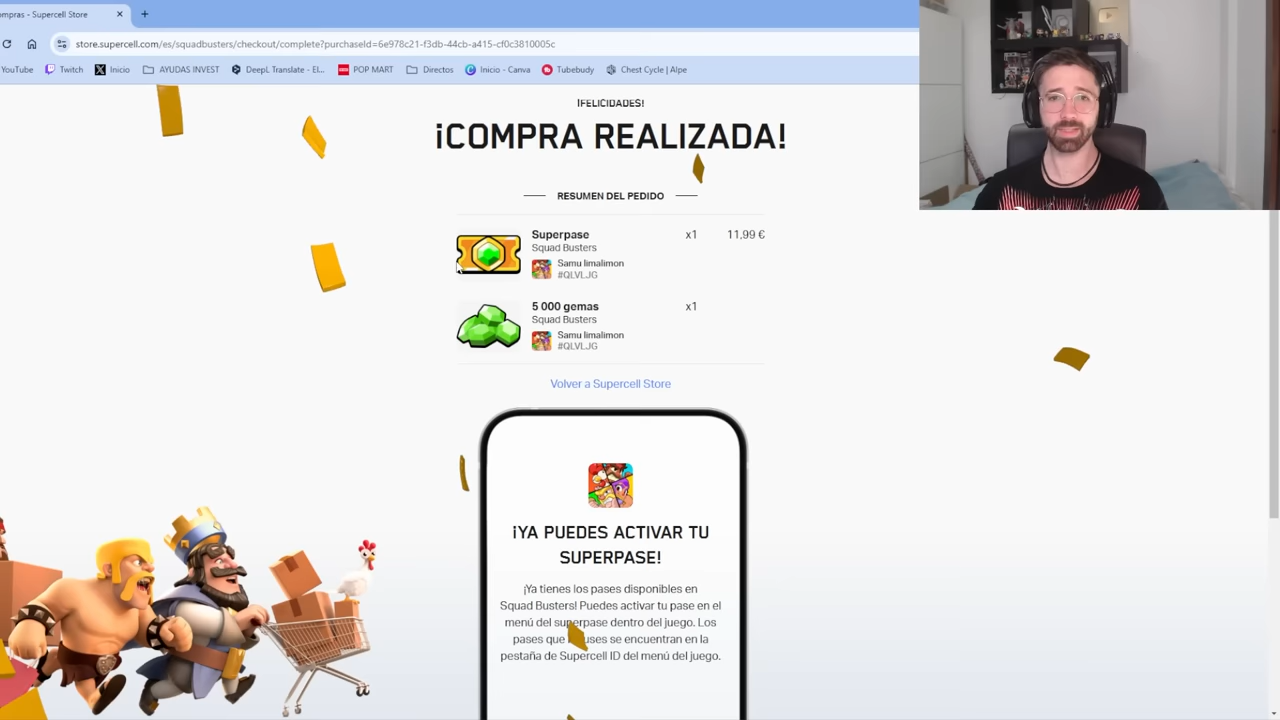 ompras - Supercell Store
store.supercell.com/es/squadbusters/checkout/complete?purchaseId=6e978c21-f3db-44cb-a415-cf0c3810005c
YouTube Twitch Inicio AYUDAS INVEST DeepL Translate - El... POP MART Directos Inicio - Canva Tubebudy Chest Cycle | Alpe
¡FELICIDADES!
¡COMPRA REALIZADA!
RESUMEN DEL PEDIDO
Superpase x1 11,99 €
Squad Busters
Samu limalimon
#QLVLJG
5 000 gemas x1
Squad Busters
Samu limalimon
#QLVLJG
Volver a Supercell Store
¡YA PUEDES ACTIVAR TU
SUPERPASE!
¡Ya tienes los pases disponibles en
Squad Busters! Puedes activar tu pase en el
menú del superpase dentro del juego. Los
pases que uses se encuentran en la
pestaña de Supercell ID del menú del juego.